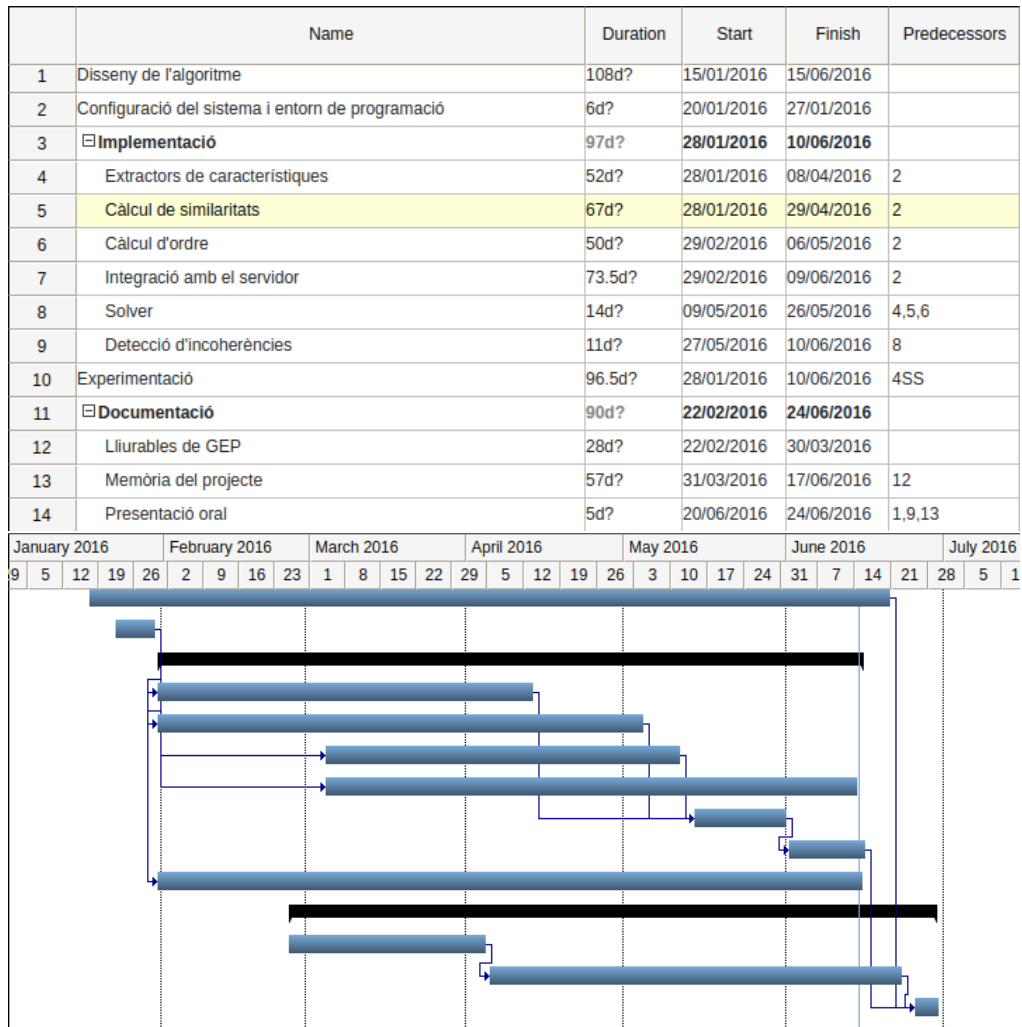 Name Duration Start Finish Predecessors
1 Disseny de l'algoritme 108d? 15/01/2016 15/06/2016
2 Configuració del sistema i entorn de programació 6d? 20/01/2016 27/01/2016
3 Implementació 97d? 28/01/2016 10/06/2016
4 Extractors de característiques 52d? 28/01/2016 08/04/2016 2
5 Càlcul de similaritats 67d? 28/01/2016 29/04/2016 2
6 Càlcul d'ordre 50d? 29/02/2016 06/05/2016 2
7 Integració amb el servidor 73.5d? 29/02/2016 09/06/2016 2
8 Solver 14d? 09/05/2016 26/05/2016 4,5,6
9 Detecció d'incoherències 11d? 27/05/2016 10/06/2016 8
10 Experimentació 96.5d? 28/01/2016 10/06/2016 4SS
11 Documentació 90d? 22/02/2016 24/06/2016
12 Lliurables de GEP 28d? 22/02/2016 30/03/2016
13 Memòria del projecte 57d? 31/03/2016 17/06/2016 12
14 Presentació oral 5d? 20/06/2016 24/06/2016 1,9,13
January 2016 February 2016 March 2016 April 2016 May 2016 June 2016 July 2016
9 5 12 19 26 2 9 16 23 1 8 15 22 29 5 12 19 26 3 10 17 24 31 7 14 21 28 5 1